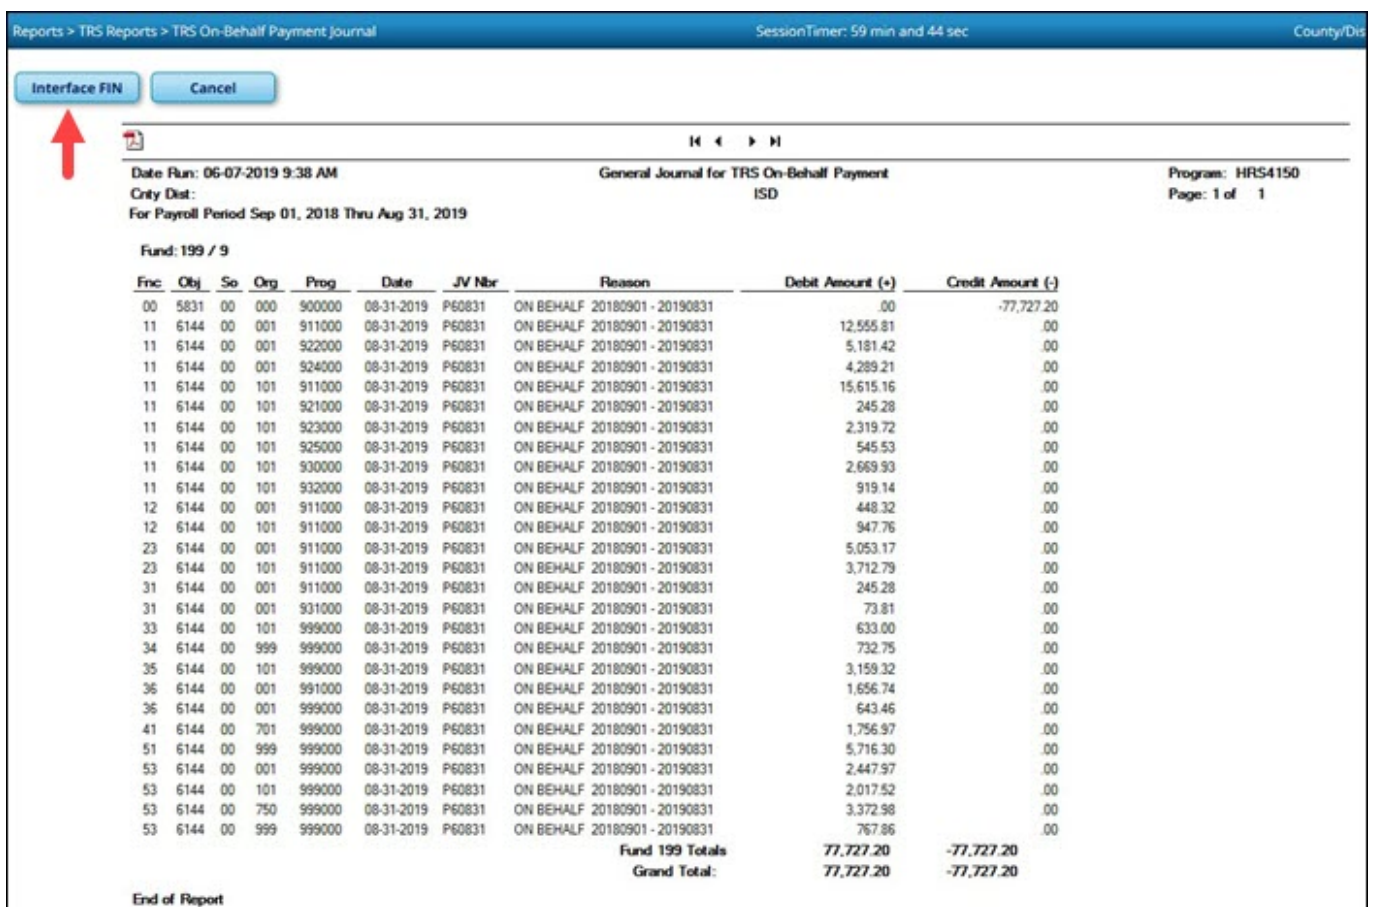 Reports > TRS Reports > TRS On-Behalf Payment Journal SessionTimer: 59 min and 44 sec County/Dis
Interface FIN Cancel
Date Run: 06-07-2019 9:38 AM General Journal for TRS On-Behalf Payment Program: HRS4150
Cnty Dist: ISD Page: 1 of 1
For Payroll Period Sep 01, 2018 Thru Aug 31, 2019
Fund: 199 / 9
Fnc Obj So Org Prog Date JV Nbr Reason Debit Amount (+) Credit Amount (-)
00 5831 00 000 900000 08-31-2019 P60831 ON BEHALF 20180901 - 20190831 .00 -77,727.20
11 6144 00 001 911000 08-31-2019 P60831 ON BEHALF 20180901 - 20190831 12,555.81 .00
11 6144 00 001 922000 08-31-2019 P60831 ON BEHALF 20180901 - 20190831 5,181.42 .00
11 6144 00 001 924000 08-31-2019 P60831 ON BEHALF 20180901 - 20190831 4,289.21 .00
11 6144 00 101 911000 08-31-2019 P60831 ON BEHALF 20180901 - 20190831 15,615.16 .00
11 6144 00 101 921000 08-31-2019 P60831 ON BEHALF 20180901 - 20190831 245.28 .00
11 6144 00 101 923000 08-31-2019 P60831 ON BEHALF 20180901 - 20190831 2,319.72 .00
11 6144 00 101 925000 08-31-2019 P60831 ON BEHALF 20180901 - 20190831 545.53 .00
11 6144 00 101 930000 08-31-2019 P60831 ON BEHALF 20180901 - 20190831 2,669.93 .00
11 6144 00 101 932000 08-31-2019 P60831 ON BEHALF 20180901 - 20190831 919.14 .00
12 6144 00 001 911000 08-31-2019 P60831 ON BEHALF 20180901 - 20190831 448.32 .00
12 6144 00 101 911000 08-31-2019 P60831 ON BEHALF 20180901 - 20190831 947.76 .00
23 6144 00 001 911000 08-31-2019 P60831 ON BEHALF 20180901 - 20190831 5,053.17 .00
23 6144 00 101 911000 08-31-2019 P60831 ON BEHALF 20180901 - 20190831 3,712.79 .00
31 6144 00 001 911000 08-31-2019 P60831 ON BEHALF 20180901 - 20190831 245.28 .00
31 6144 00 001 931000 08-31-2019 P60831 ON BEHALF 20180901 - 20190831 73.81 .00
33 6144 00 101 999000 08-31-2019 P60831 ON BEHALF 20180901 - 20190831 633.00 .00
34 6144 00 999 999000 08-31-2019 P60831 ON BEHALF 20180901 - 20190831 732.75 .00
35 6144 00 101 999000 08-31-2019 P60831 ON BEHALF 20180901 - 20190831 3,159.32 .00
36 6144 00 001 991000 08-31-2019 P60831 ON BEHALF 20180901 - 20190831 1,656.74 .00
36 6144 00 001 999000 08-31-2019 P60831 ON BEHALF 20180901 - 20190831 643.46 .00
41 6144 00 701 999000 08-31-2019 P60831 ON BEHALF 20180901 - 20190831 1,756.97 .00
51 6144 00 999 999000 08-31-2019 P60831 ON BEHALF 20180901 - 20190831 5,716.30 .00
53 6144 00 001 999000 08-31-2019 P60831 ON BEHALF 20180901 - 20190831 2,447.97 .00
53 6144 00 101 999000 08-31-2019 P60831 ON BEHALF 20180901 - 20190831 2,017.52 .00
53 6144 00 750 999000 08-31-2019 P60831 ON BEHALF 20180901 - 20190831 3,372.98 .00
53 6144 00 999 999000 08-31-2019 P60831 ON BEHALF 20180901 - 20190831 767.86 .00
Fund 199 Totals 77,727.20 -77,727.20
Grand Total: 77,727.20 -77,727.20
End of Report